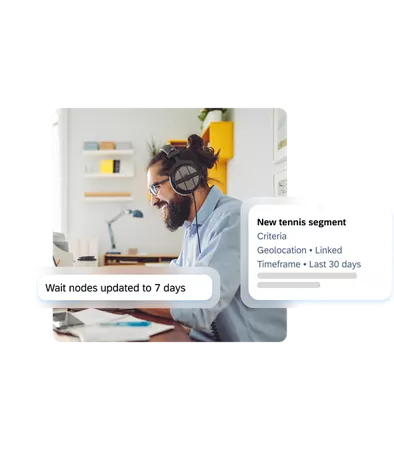 New tennis segment
Criteria
Geolocation • Linked
Timeframe • Last 30 days
Wait nodes updated to 7 days